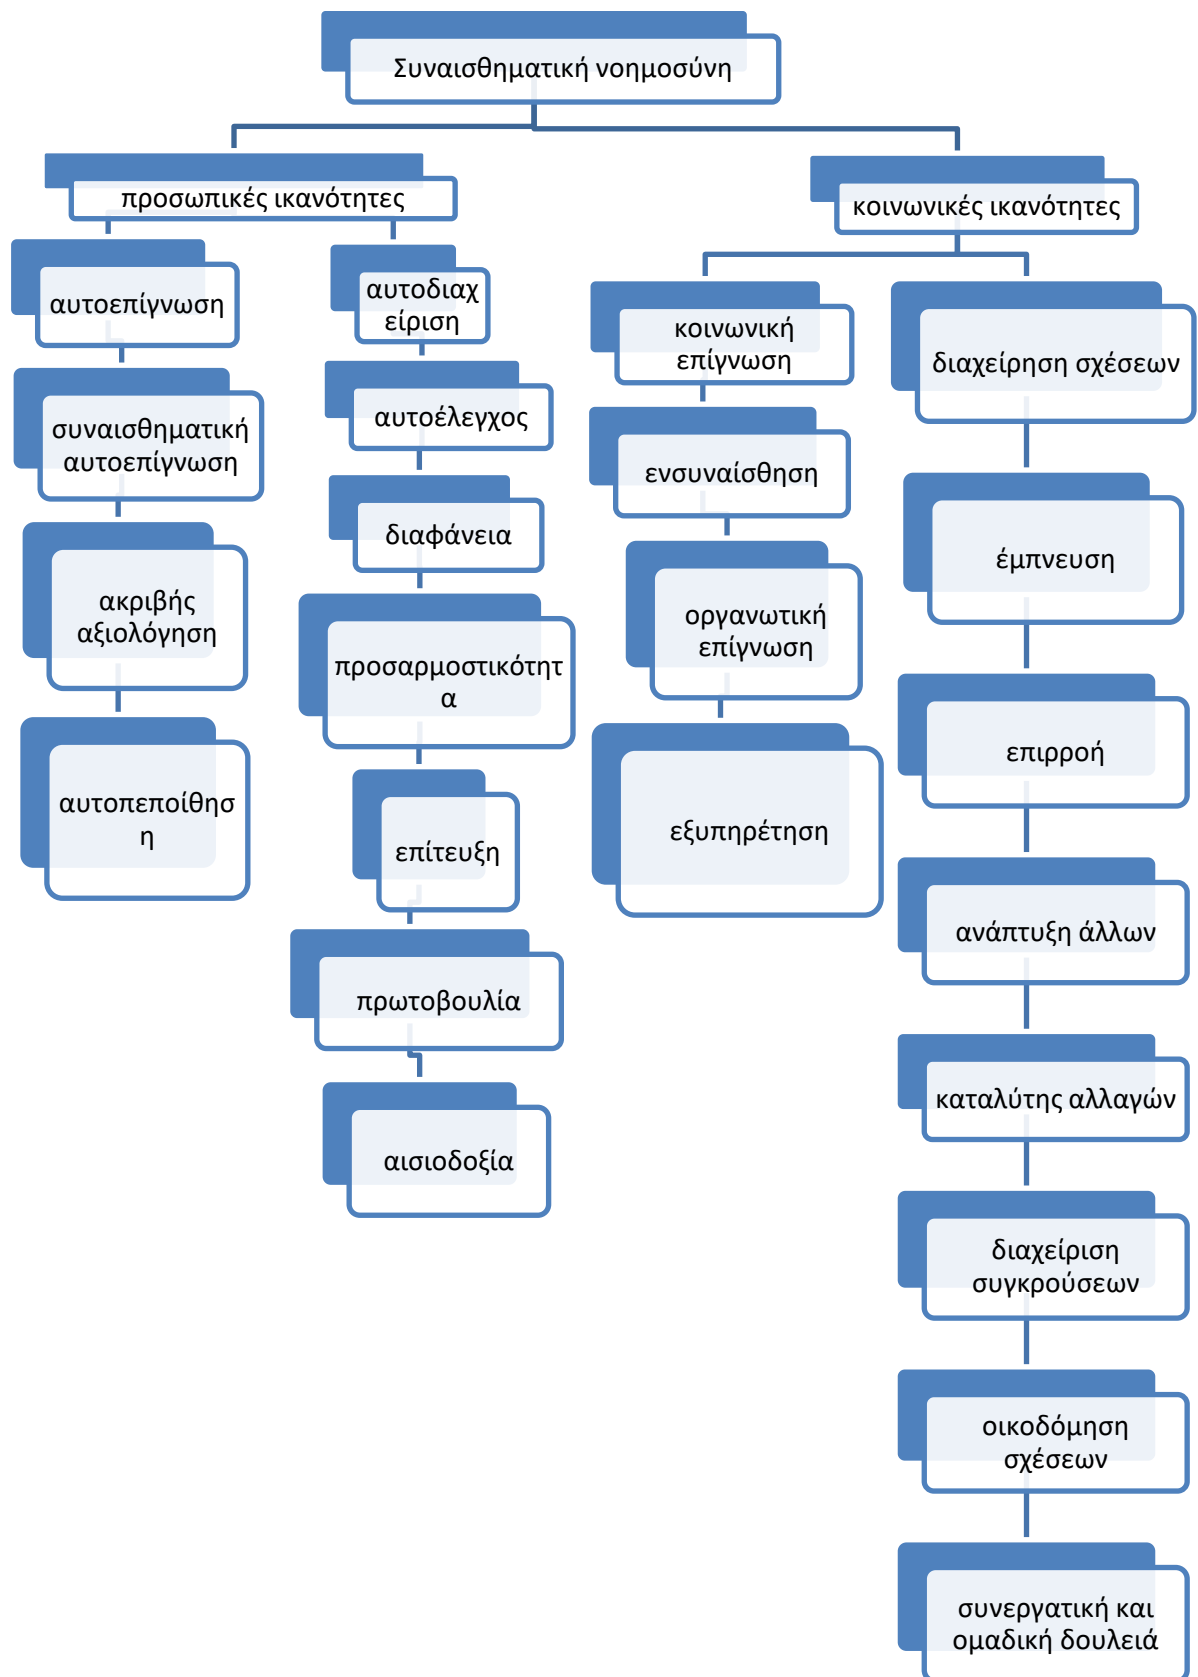 Συναισθηματική νοημοσύνη
προσωπικές ικανότητες
αυτοεπίγνωση
συναισθηματική
αυτοεπίγνωση
ακριβής
αξιολόγηση
αυτοπεποίθησ
η
αυτοδιαχ
είριση
αυτοέλεγχος
διαφάνεια
προσαρμοστικότητ
α
επίτευξη
πρωτοβουλία
αισιοδοξία
κοινωνικές ικανότητες
κοινωνική
επίγνωση
ενσυναίσθηση
οργανωτική
επίγνωση
εξυπηρέτηση
διαχείρηση σχέσεων
έμπνευση
επιρροή
ανάπτυξη άλλων
καταλύτης αλλαγών
διαχείριση
συγκρούσεων
οικοδόμηση
σχέσεων
συνεργατική και
ομαδική δουλειά